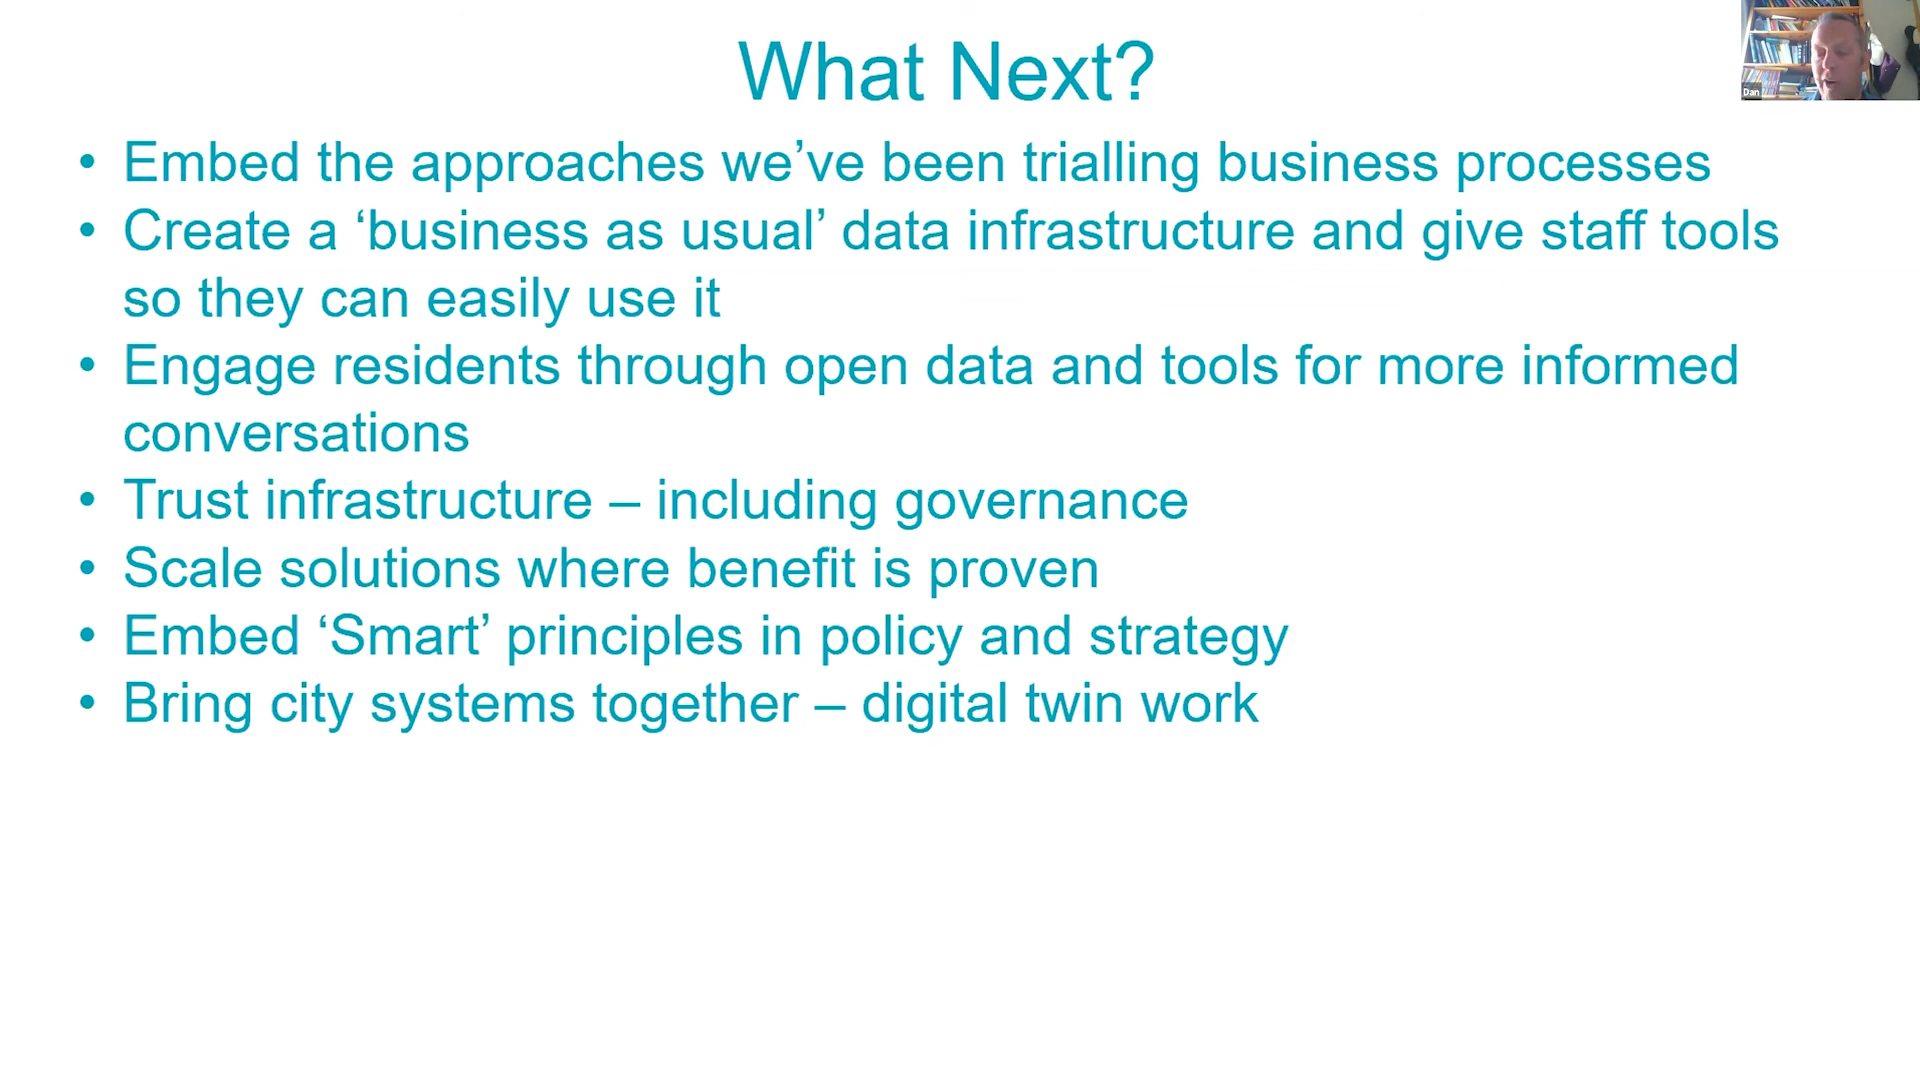 What Next?
Dan
• Embed the approaches we’ve been trialling business processes
• Create a ‘business as usual’ data infrastructure and give staff tools
so they can easily use it
• Engage residents through open data and tools for more informed
conversations
• Trust infrastructure – including governance
• Scale solutions where benefit is proven
• Embed ‘Smart’ principles in policy and strategy
• Bring city systems together – digital twin work